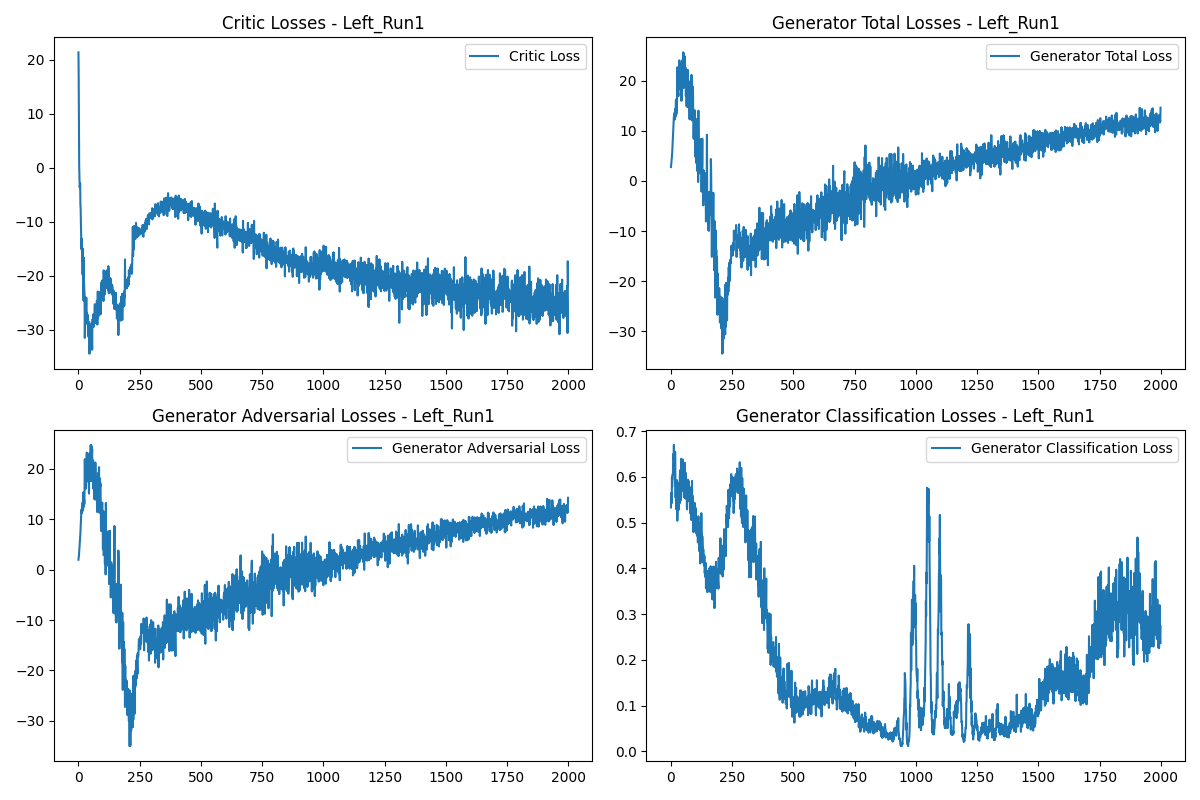 Critic Losses - Left_Run1
Critic Loss
20
10
0
−10
−20
−30
0 250 500 750 1000 1250 1500 1750 2000
Generator Total Losses - Left_Run1
Generator Total Loss
20
10
0
−10
−20
−30
0 250 500 750 1000 1250 1500 1750 2000
Generator Adversarial Losses - Left_Run1
Generator Adversarial Loss
20
10
0
−10
−20
−30
0 250 500 750 1000 1250 1500 1750 2000
Generator Classification Losses - Left_Run1
Generator Classification Loss
0.7
0.6
0.5
0.4
0.3
0.2
0.1
0.0
0 250 500 750 1000 1250 1500 1750 2000